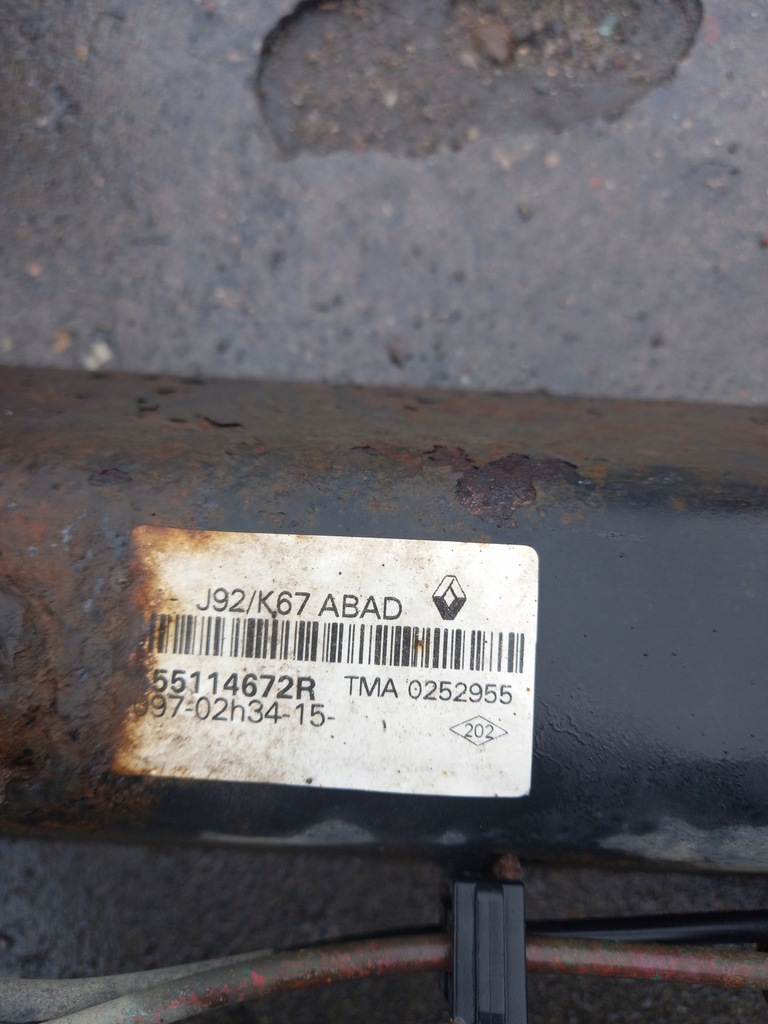 J92/K67 ABAD
55114672R TMA 0252955
97-02h34-15-
202